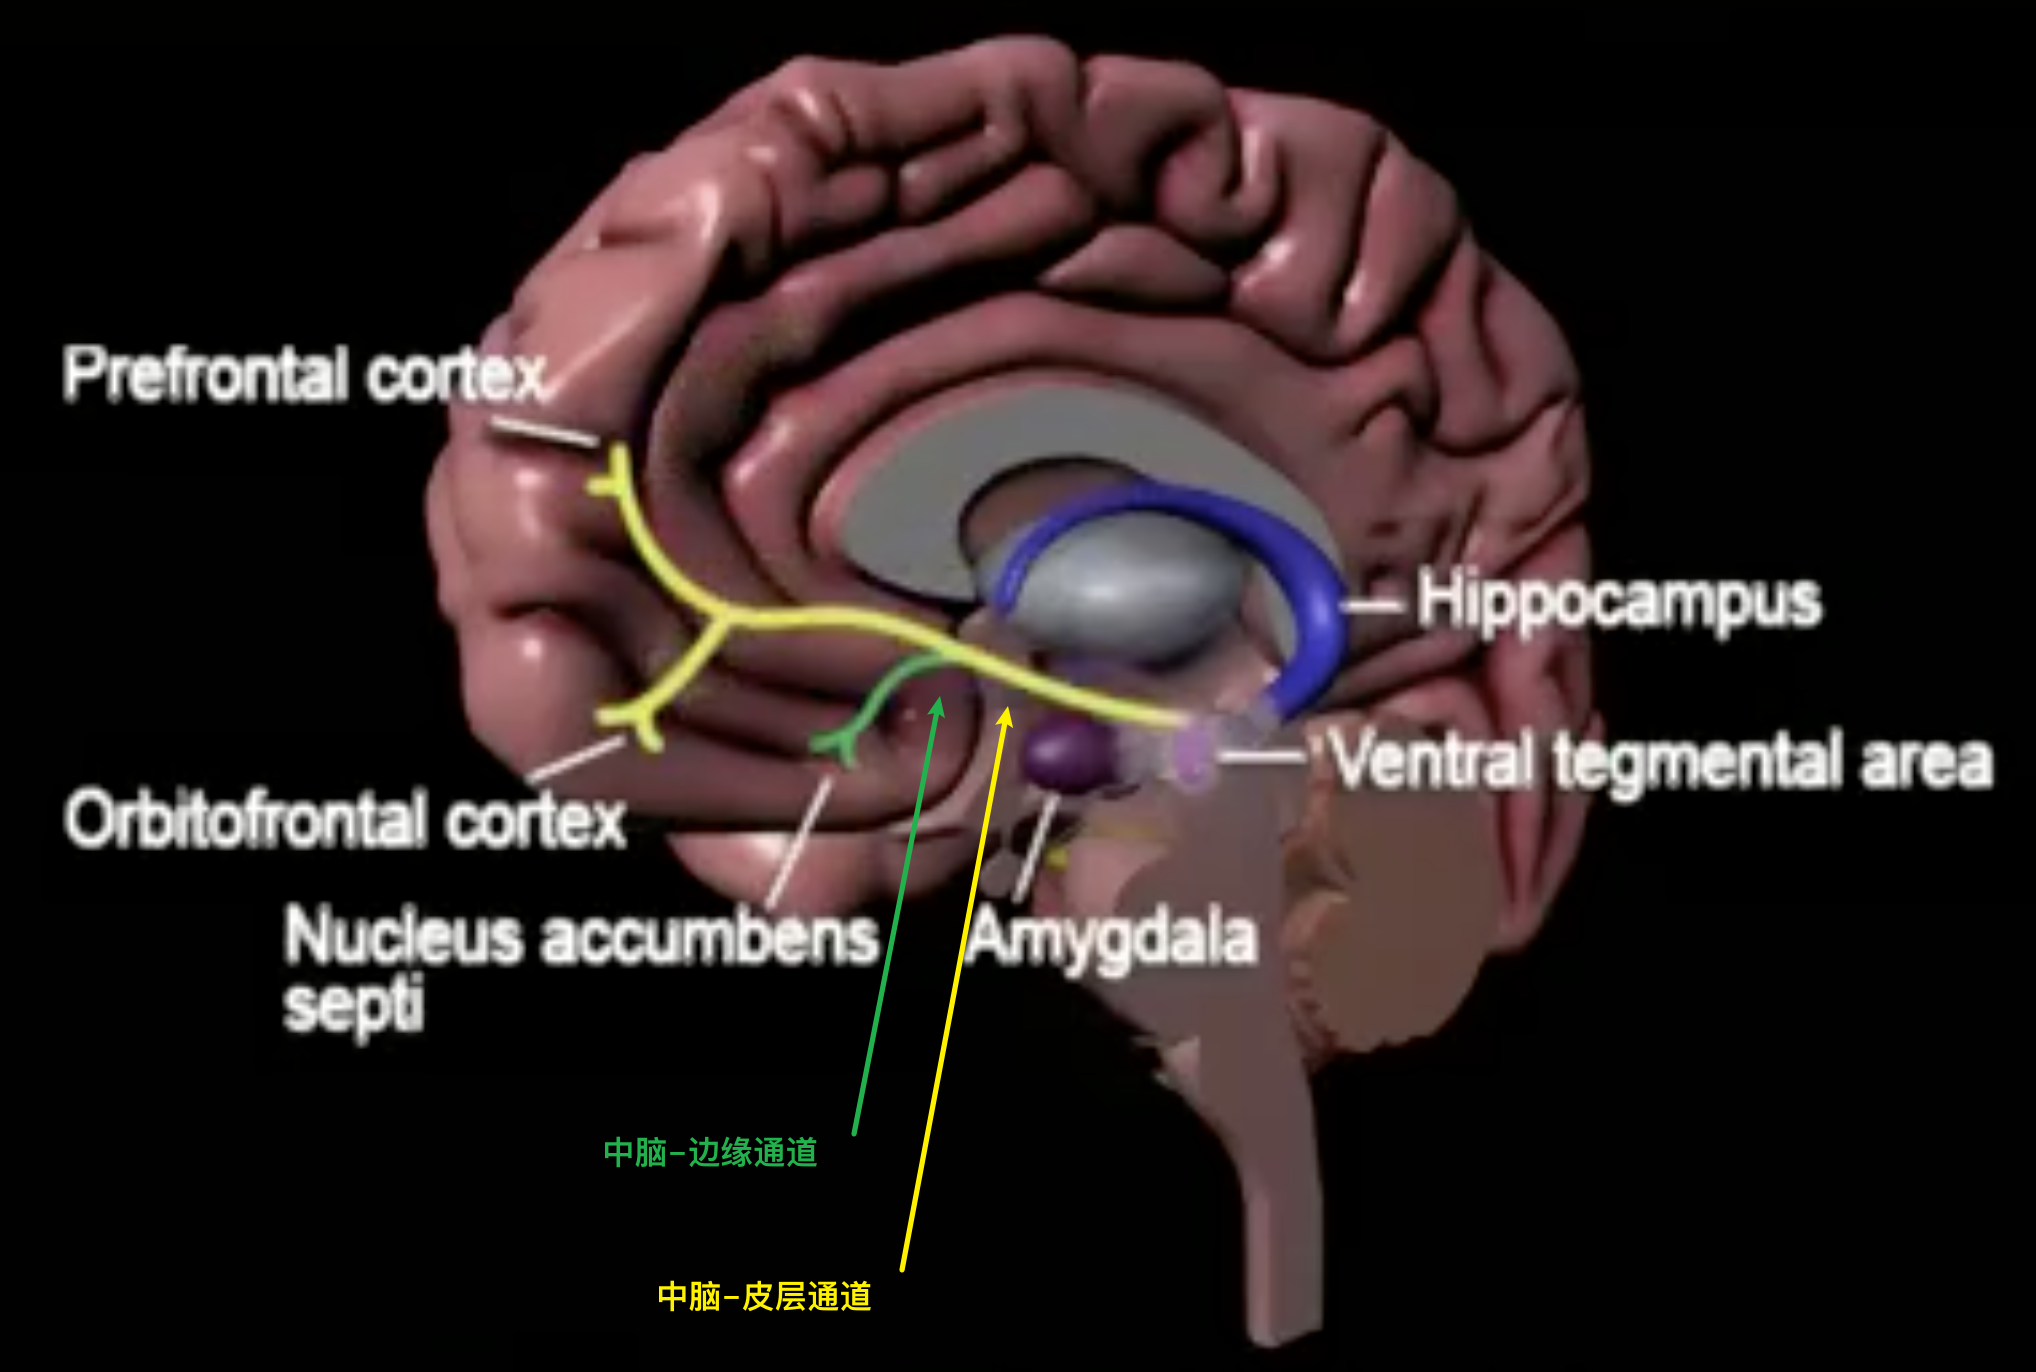 Prefrontal cortex
Hippocampus
Ventral tegmental area
Orbitofrontal cortex
Nucleus accumbens
septi
Amygdala
中脑-边缘通道
中脑-皮层通道